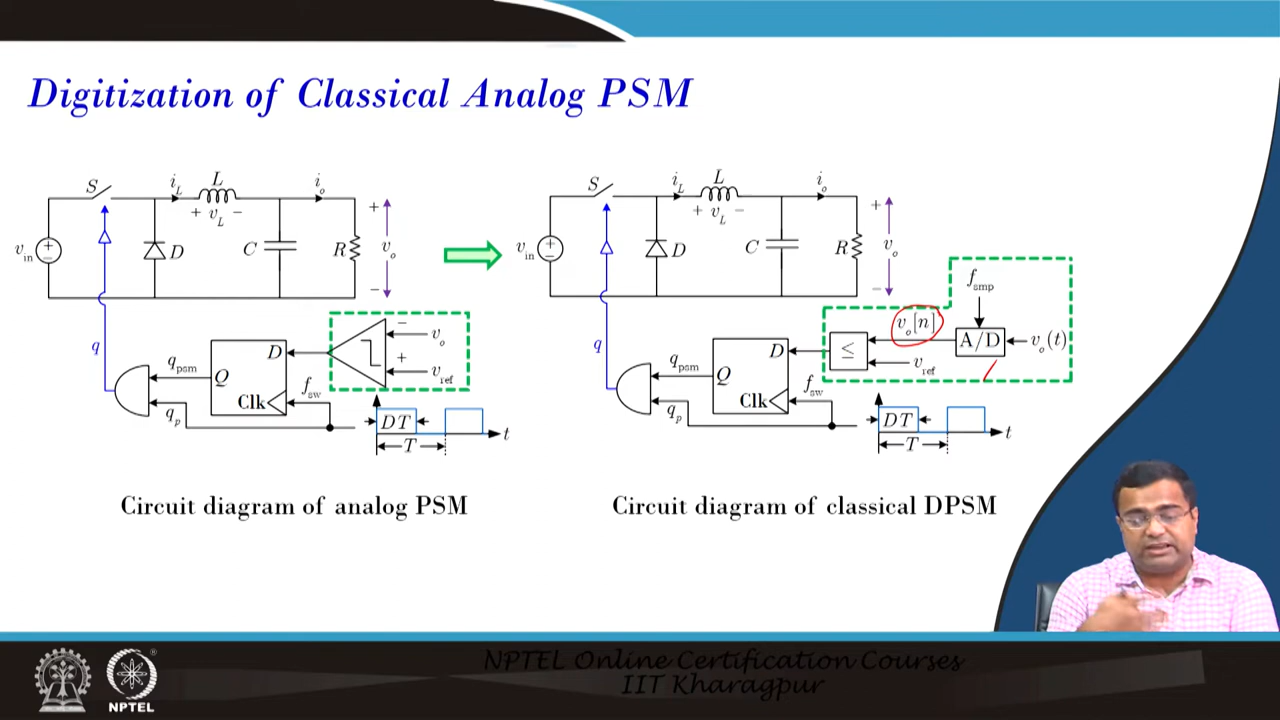 Digitization of Classical Analog PSM
S
i_L
L
i_o
+ v_L −
+
v_in
+
−
D
C
R
v_o
−
q
q_psm
Q
D
Clk
f_sw
q_p
−
v_o
+
v_ref
DT
T
t
Circuit diagram of analog PSM
S
i_L
L
i_o
+ v_L −
+
v_in
+
−
D
C
R
v_o
−
q
q_psm
Q
D
Clk
f_sw
q_p
≤
v_o[n]
v_ref
f_smp
A/D
v_o(t)
DT
T
t
Circuit diagram of classical DPSM
NPTEL
NPTEL Online Certification Courses
IIT Kharagpur